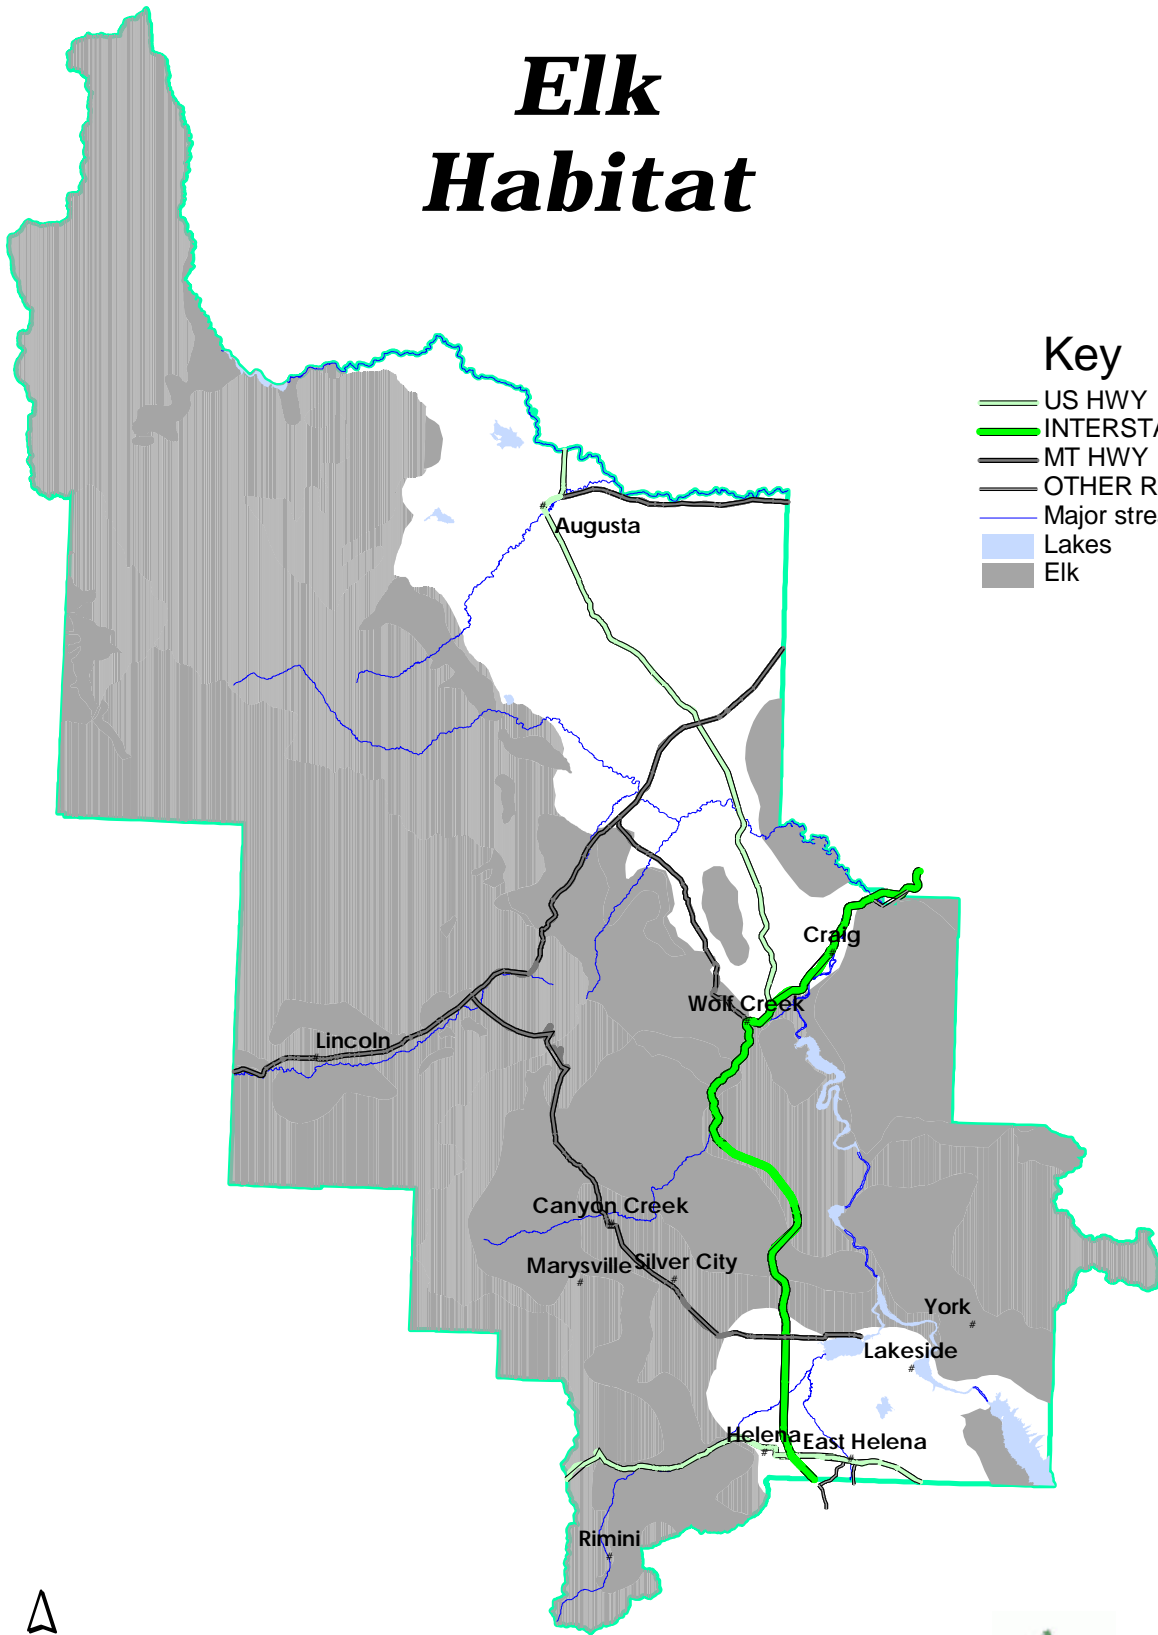 Elk
Habitat
Key
US HWY
INTERSTA
MT HWY
OTHER R
Major stre
Lakes
Elk
Augusta
Craig
Wolf Creek
Lincoln
Canyon Creek
Marysville
Silver City
York
Lakeside
Helena
East Helena
Rimini